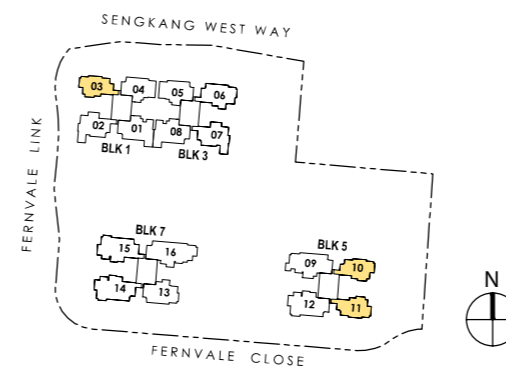 SENGKANG WEST WAY
03 04 05 06
FERNVALE LINK
02 01 08 07
BLK 1 BLK 3
BLK 7
15 16
14 13
BLK 5
09 10
12 11
N
FERNVALE CLOSE